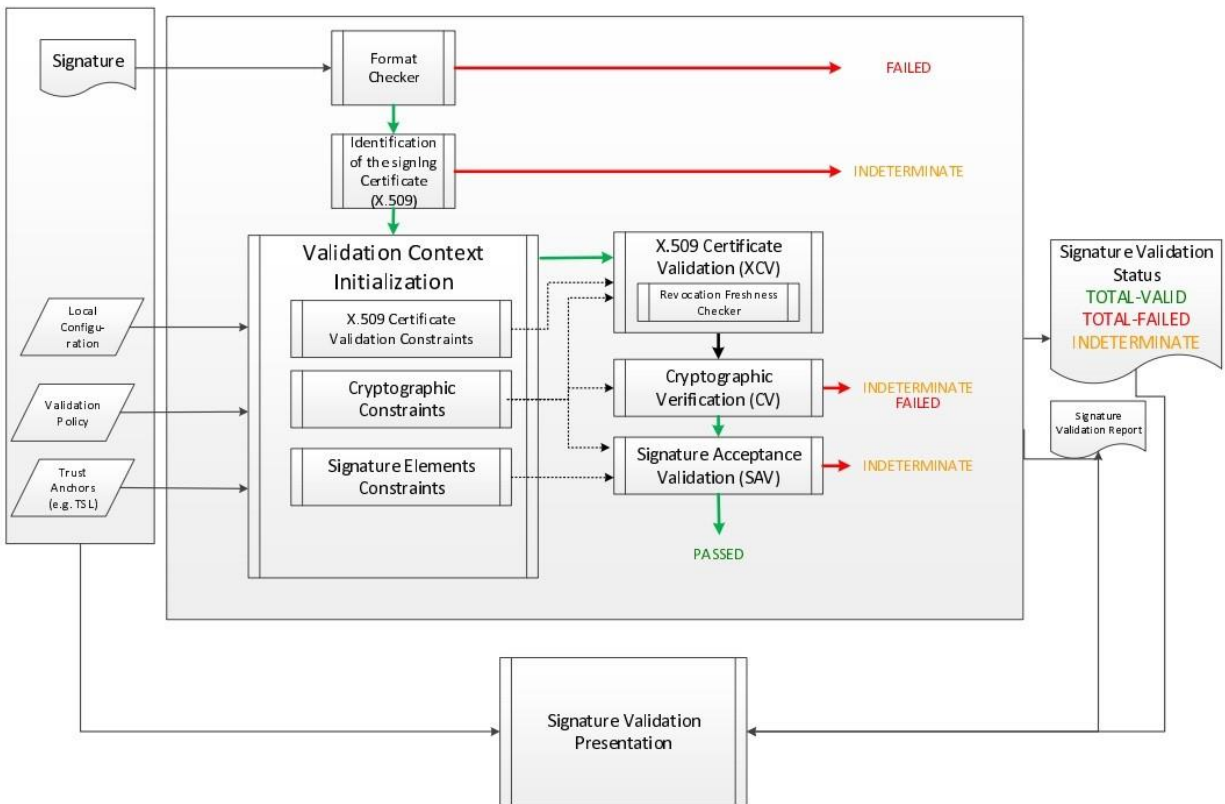 Signature
Format
Checker
FAILED
Identification
of the signing
Certificate
(X.509)
INDETERMINATE
Validation Context
Initialization
X.509 Certificate
Validation (XCV)
Revocation Freshness
Checker
Signature Validation
Status
TOTAL-VALID
TOTAL-FAILED
INDETERMINATE
Local
Configu-
ration
X.509 Certificate
Validation Constraints
Validation
Policy
Cryptographic
Constraints
Cryptographic
Verification (CV)
INDETERMINATE
FAILED
Signature
Validation Report
Trust
Anchors
(e.g. TSL)
Signature Elements
Constraints
Signature Acceptance
Validation (SAV)
INDETERMINATE
PASSED
Signature Validation
Presentation